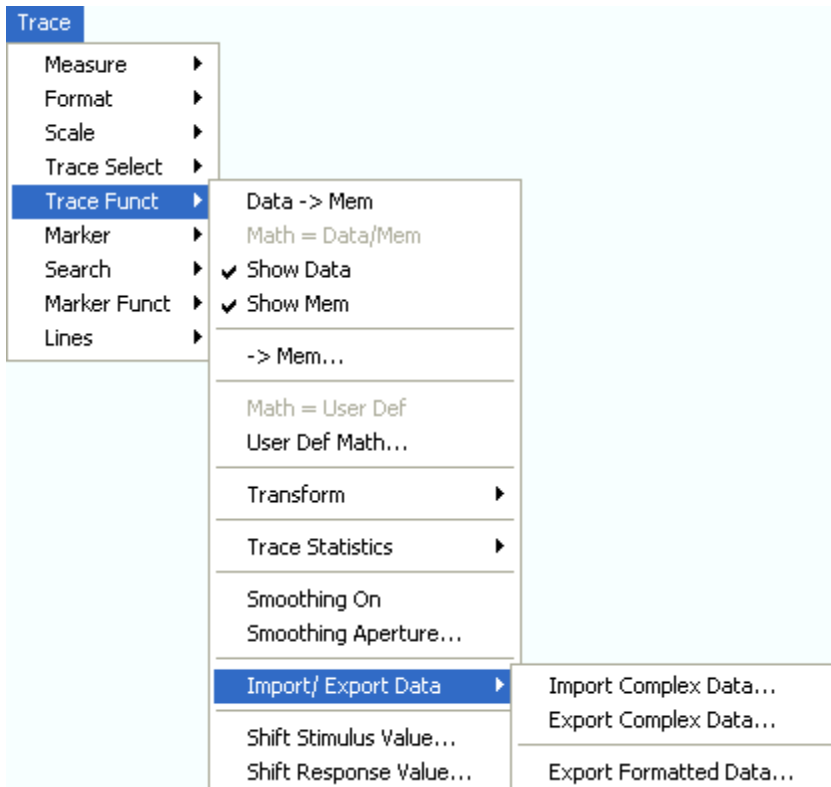 Trace
Measure
Format
Scale
Trace Select
Trace Funct
Marker
Search
Marker Funct
Lines
Data -> Mem
Math = Data/Mem
Show Data
Show Mem
-> Mem...
Math = User Def
User Def Math...
Transform
Trace Statistics
Smoothing On
Smoothing Aperture...
Import/ Export Data
Shift Stimulus Value...
Shift Response Value...
Import Complex Data...
Export Complex Data...
Export Formatted Data...